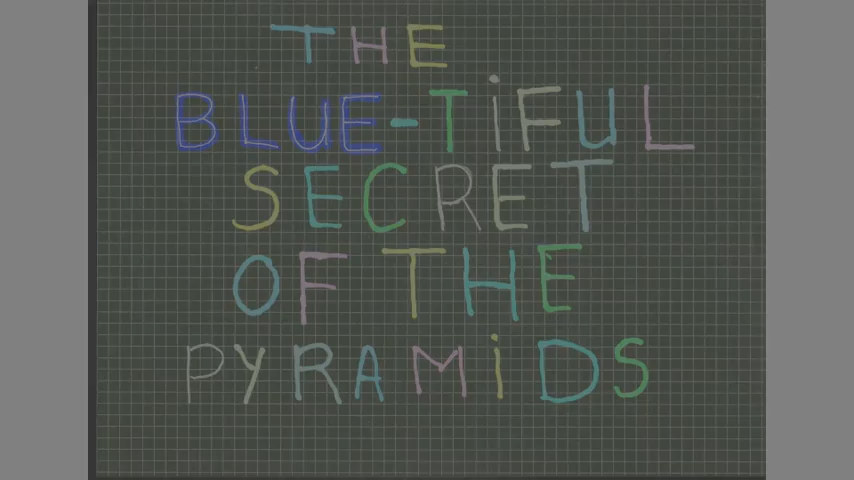 THE
BLUE-TiFUL
SECRET
OF THE
PYRAMiDS